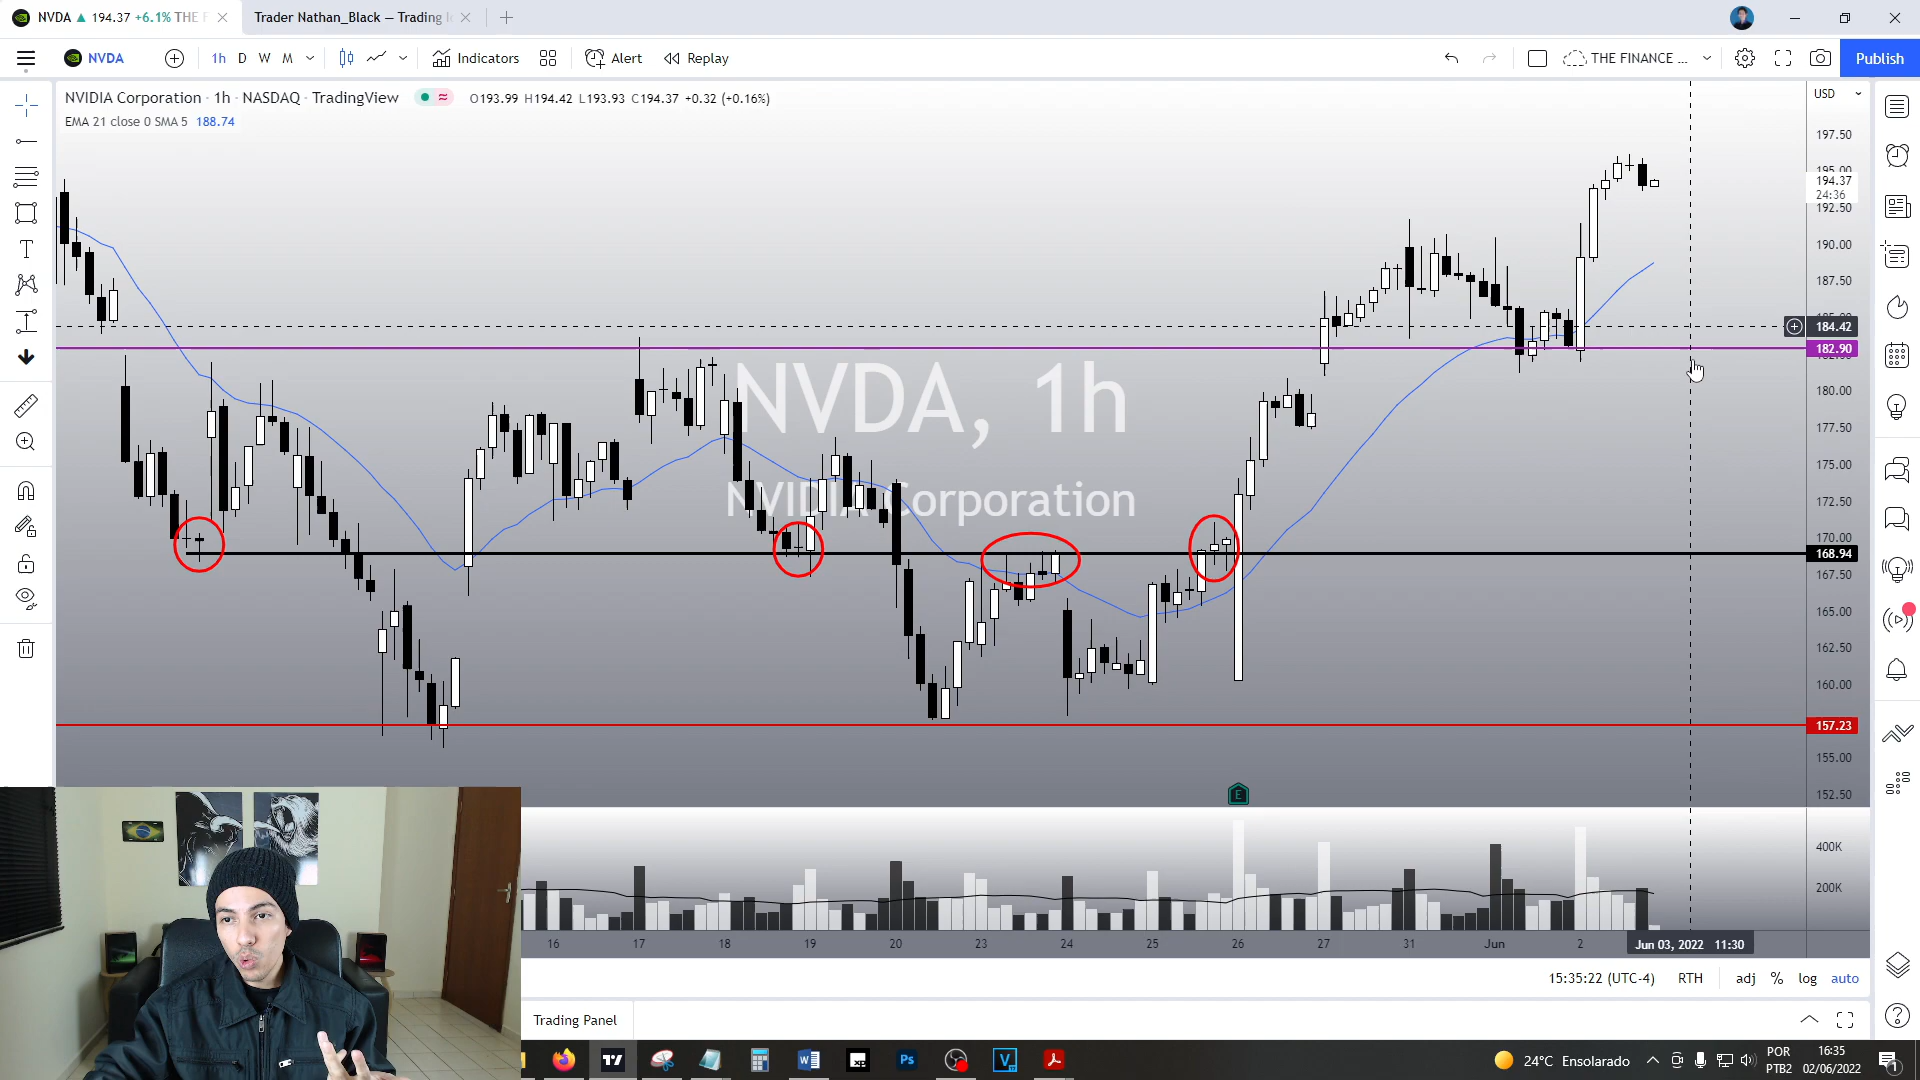 NVDA ▲ 194.37 +6.1% THE F
Trader Nathan_Black — Trading I
NVDA
1h D W M
Indicators
Alert
Replay
THE FINANCE ...
Publish
NVIDIA Corporation · 1h · NASDAQ · TradingView
O193.99 H194.42 L193.93 C194.37 +0.32 (+0.16%)
EMA 21 close 0 SMA 5 188.74
USD
197.50
195.00
194.37
24:36
192.50
190.00
187.50
184.42
182.90
180.00
177.50
175.00
172.50
170.00
168.94
167.50
165.00
162.50
160.00
157.23
155.00
152.50
NVDA, 1h
NVIDIA Corporation
E
400K
200K
16 17 18 19 20 23 24 25 26 27 31 Jun 2
Jun 03, 2022 11:30
15:35:22 (UTC-4)
RTH
adj % log auto
Trading Panel
24°C Ensolarado
POR
PTB2
16:35
02/06/2022
1